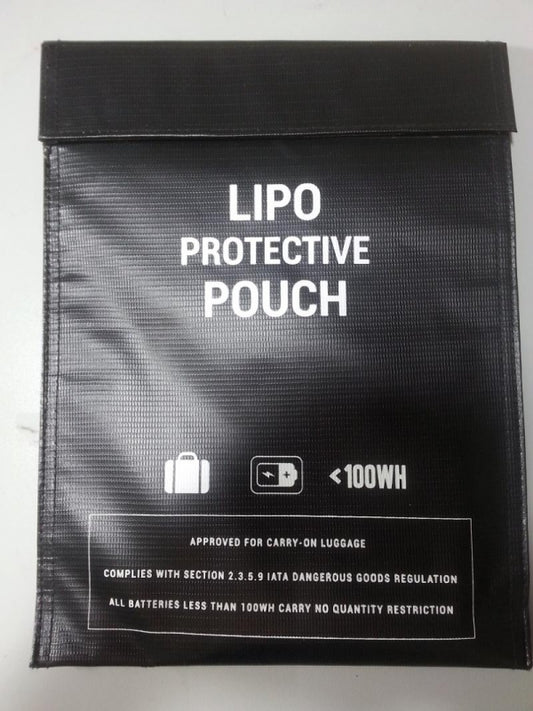 LIPO
PROTECTIVE
POUCH
<100WH
APPROVED FOR CARRY-ON LUGGAGE
COMPLIES WITH SECTION 2.3.5.9 IATA DANGEROUS GOODS REGULATION
ALL BATTERIES LESS THAN 100WH CARRY NO QUANTITY RESTRICTION